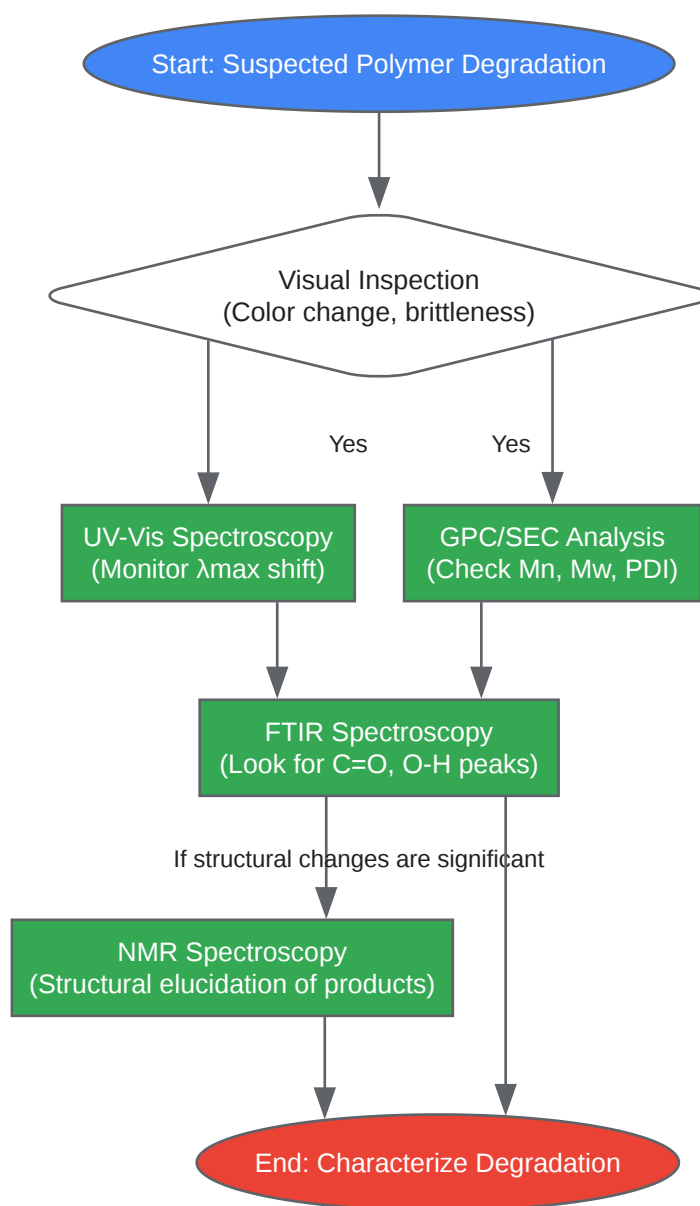 Start: Suspected Polymer Degradation
Visual Inspection
(Color change, brittleness)
Yes
Yes
UV-Vis Spectroscopy
(Monitor λmax shift)
GPC/SEC Analysis
(Check Mn, Mw, PDI)
FTIR Spectroscopy
(Look for C=O, O-H peaks)
If structural changes are significant
NMR Spectroscopy
(Structural elucidation of products)
End: Characterize Degradation